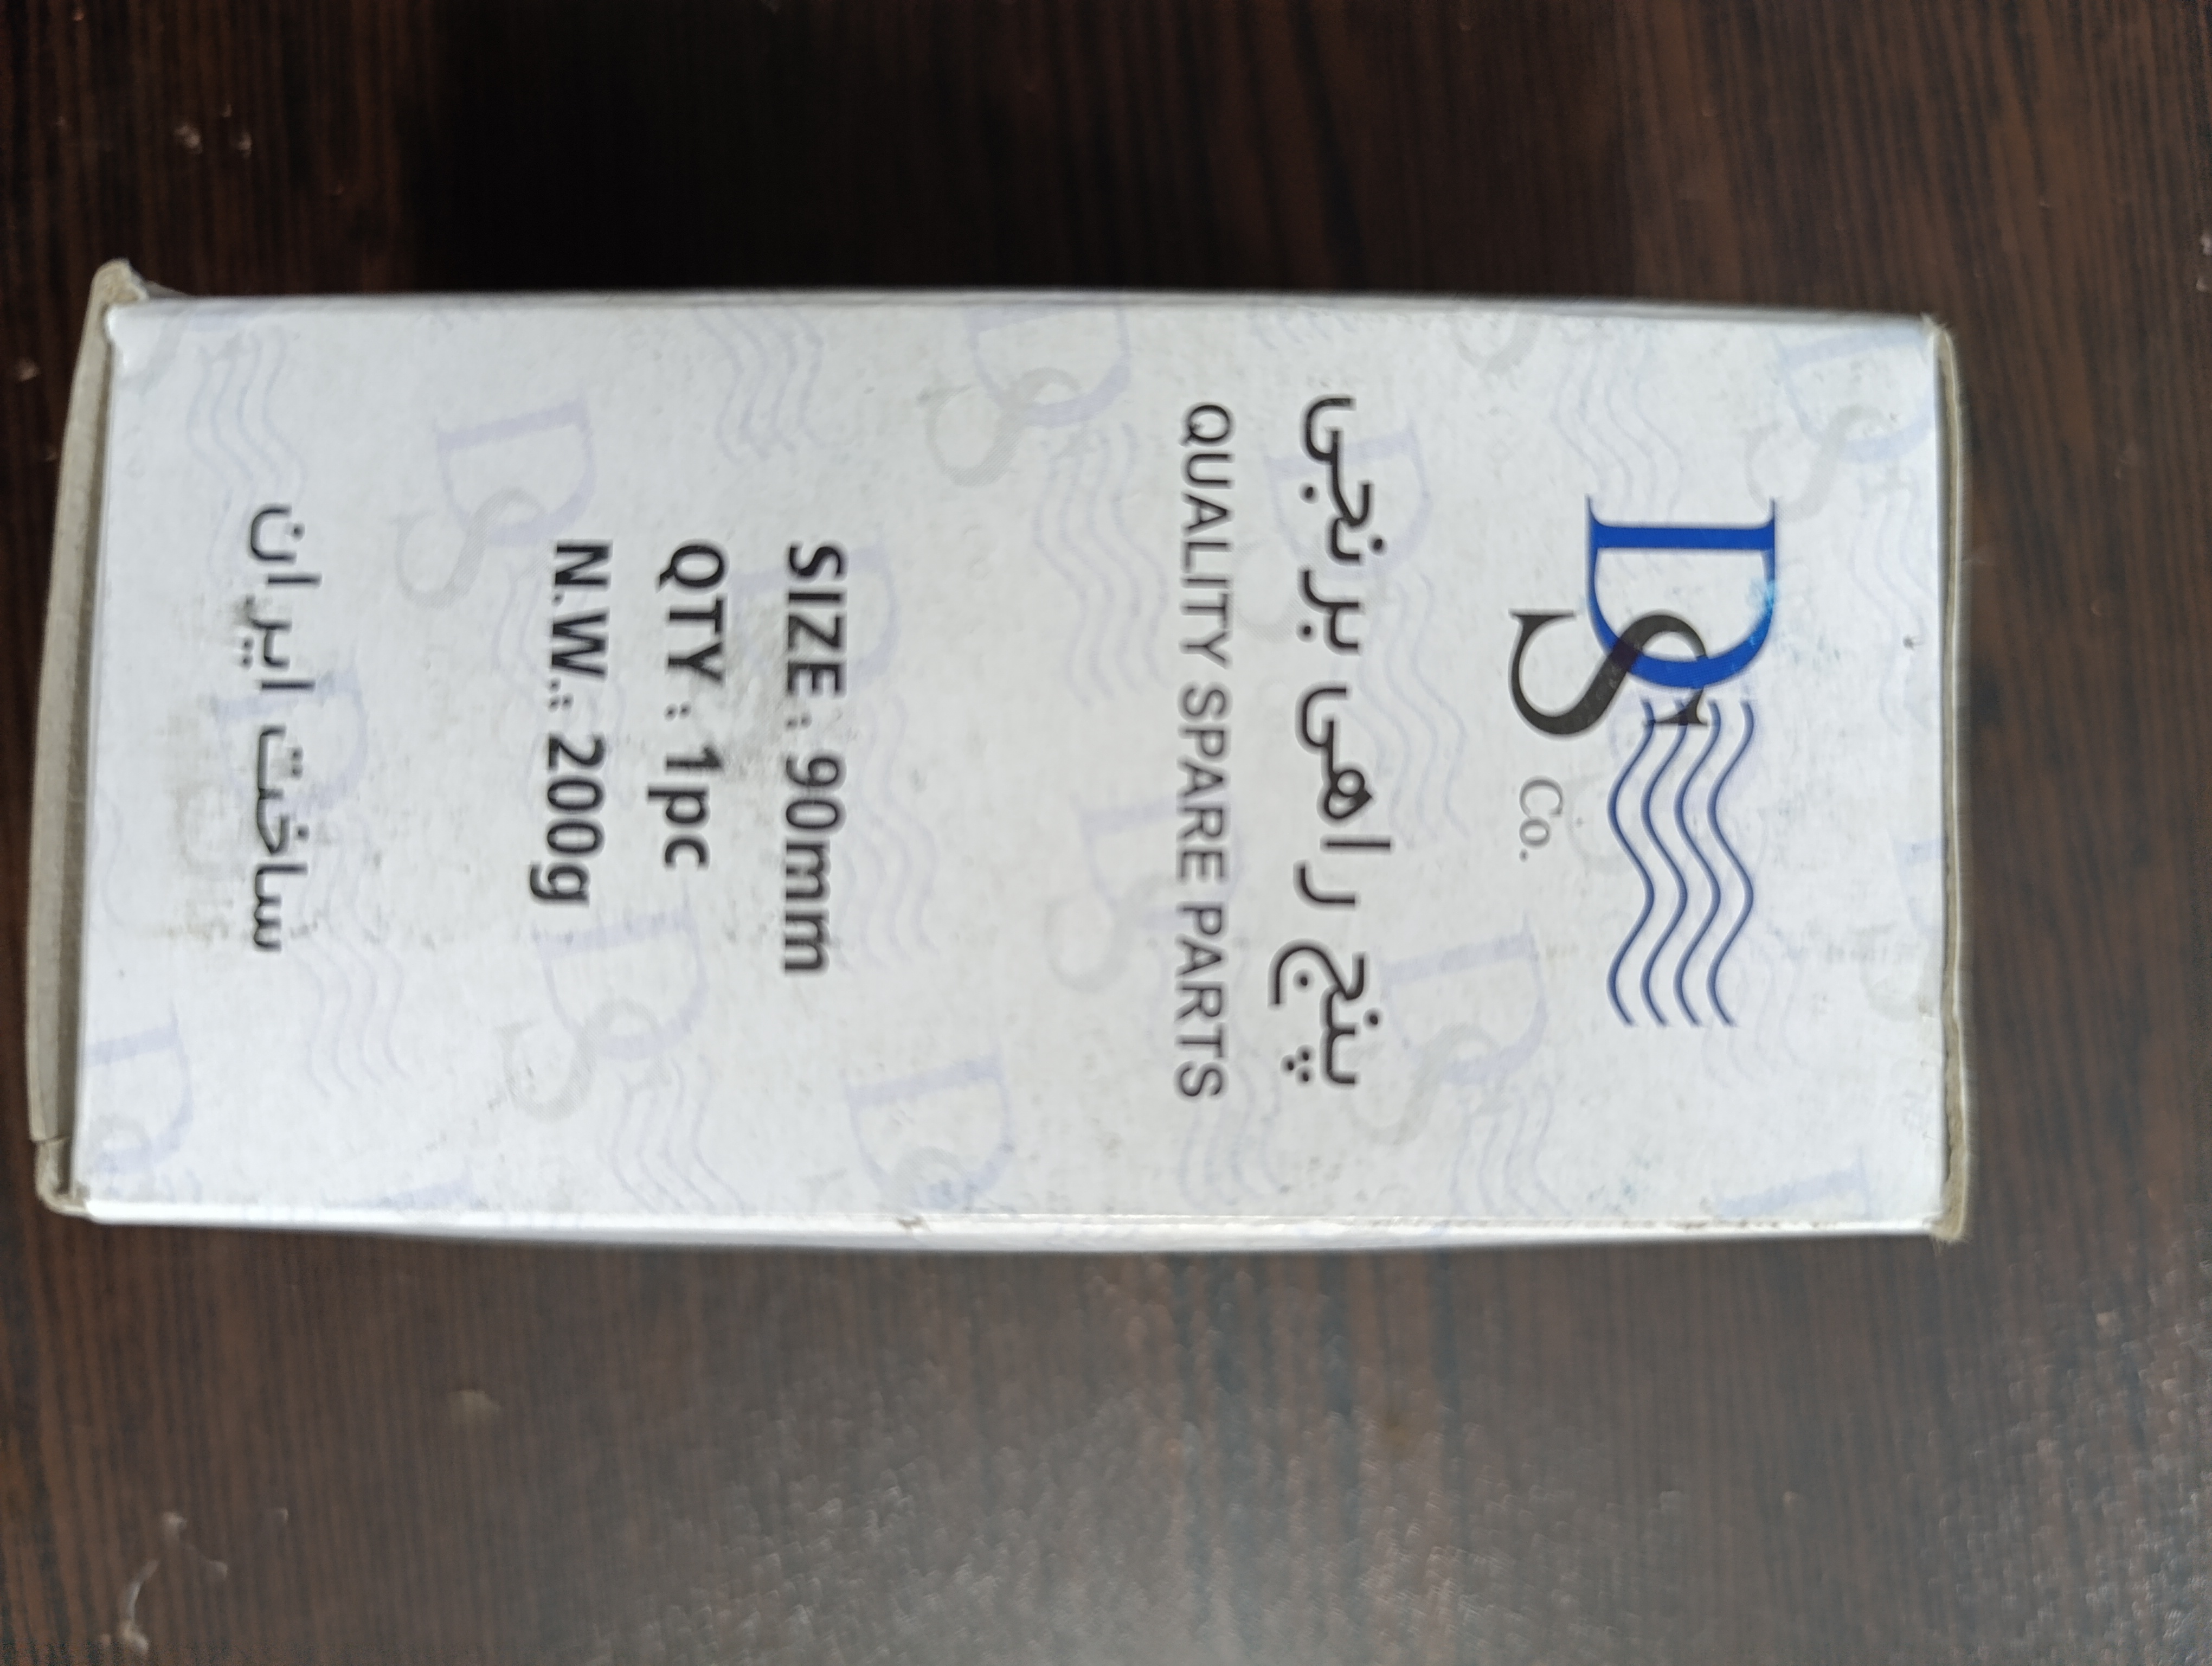 DS
Co.
پنج راهی برنجی
QUALITY SPARE PARTS
SIZE : 90mm
QTY : 1pc
N.W.: 200g
ساخت ایران